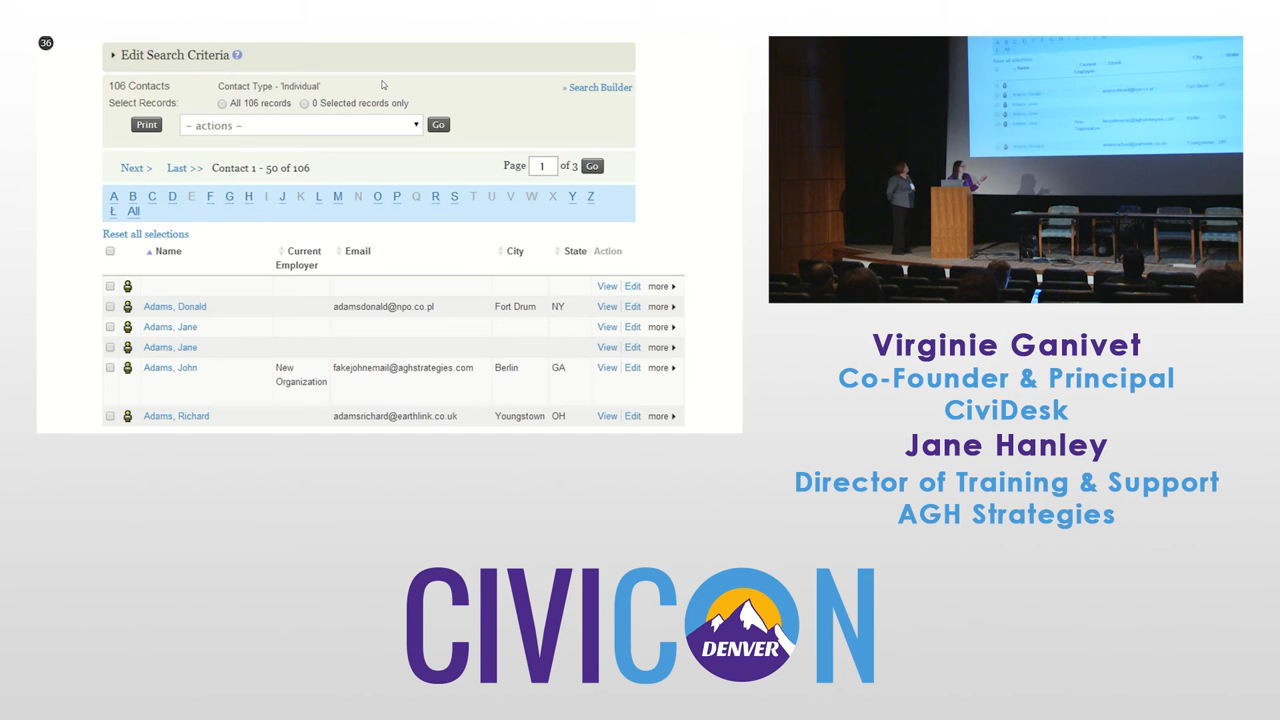 36
Edit Search Criteria ?
106 Contacts
Contact Type - 'Individual'
» Search Builder
Select Records:
All 106 records
0 Selected records only
Print
– actions –
Go
Next > Last >> Contact 1 - 50 of 106
Page 1 of 3 Go
A B C D E F G H I J K L M N O P Q R S T U V W X Y Z
Ł All
Reset all selections
Name Current Employer Email City State Action
View Edit more
Adams, Donald adamsdonald@npo.co.pl Fort Drum NY View Edit more
Adams, Jane View Edit more
Adams, Jane View Edit more
Adams, John New Organization fakejohnemail@aghstrategies.com Berlin GA View Edit more
Adams, Richard adamsrichard@earthlink.co.uk Youngstown OH View Edit more
Virginie Ganivet
Co-Founder & Principal
CiviDesk
Jane Hanley
Director of Training & Support
AGH Strategies
CIVICON
DENVER